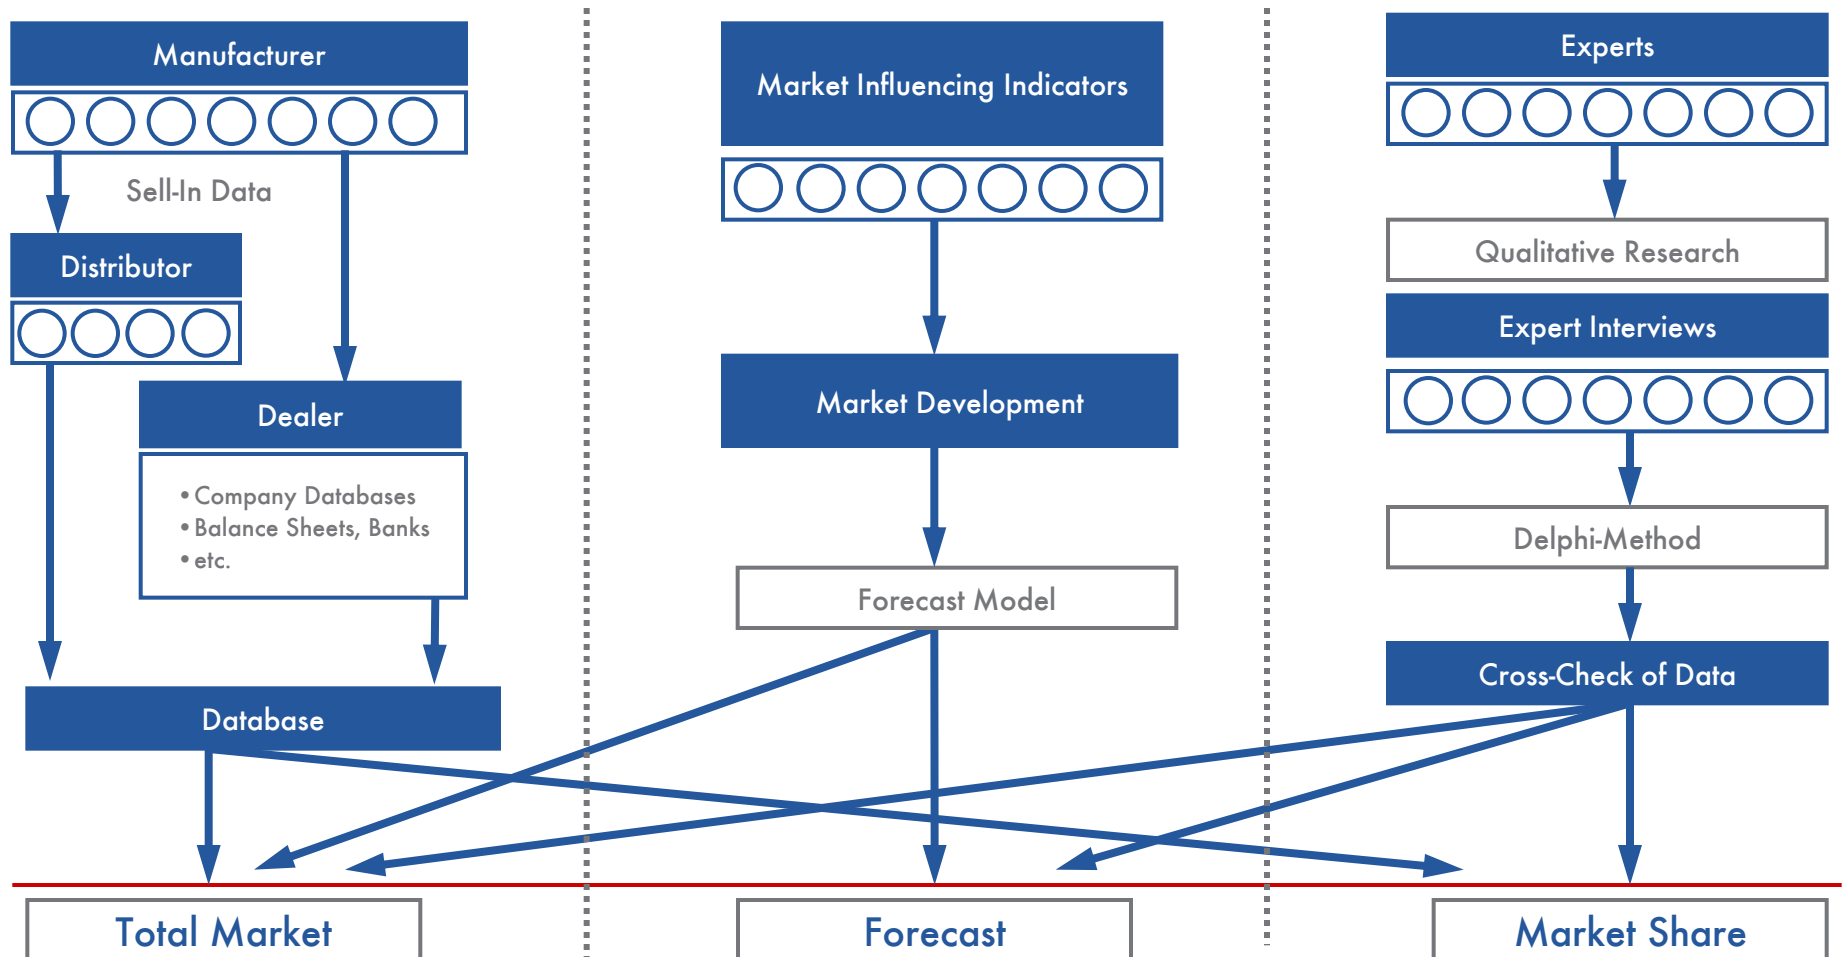 Manufacturer
Sell-In Data
Distributor
Dealer
• Company Databases
• Balance Sheets, Banks
• etc.
Database
Total Market
Market Influencing Indicators
Market Development
Forecast Model
Forecast
Experts
Qualitative Research
Expert Interviews
Delphi-Method
Cross-Check of Data
Market Share